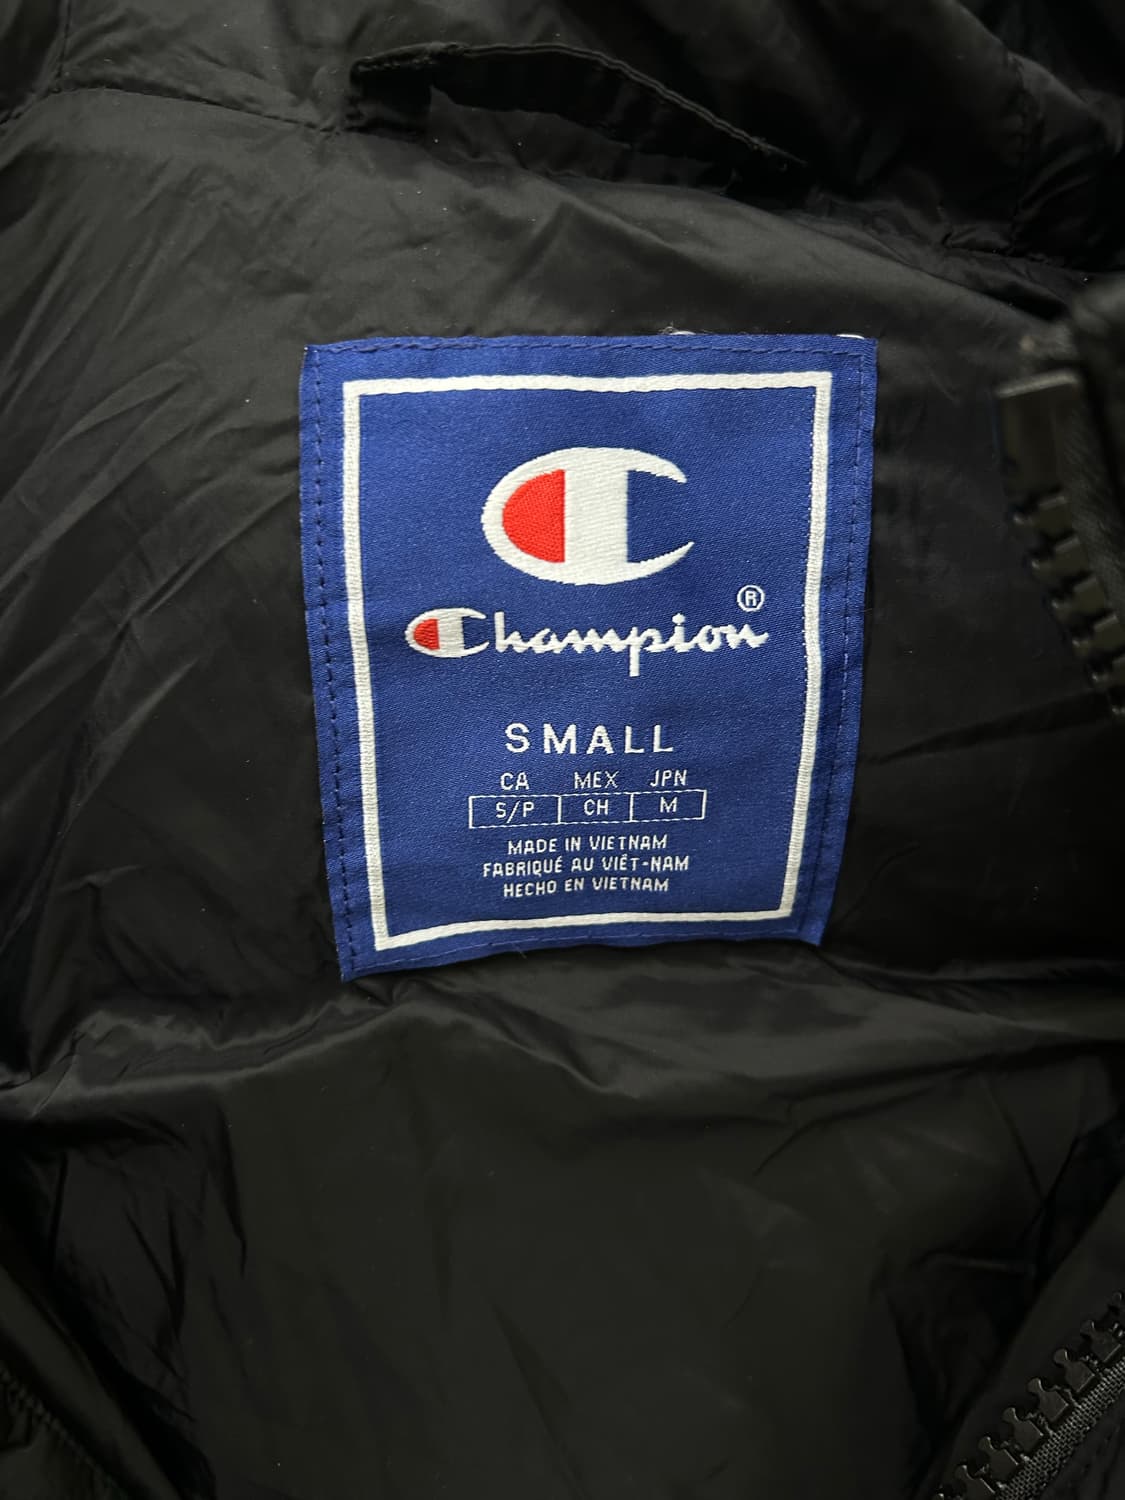 Champion®
SMALL
CA MEX JPN
S/P CH M
MADE IN VIETNAM
FABRIQUÉ AU VIÊT-NAM
HECHO EN VIETNAM